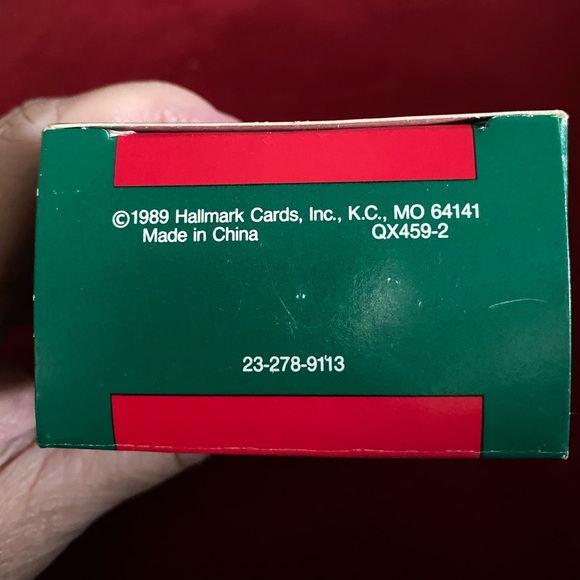 ©1989 Hallmark Cards, Inc., K.C., MO 64141
Made in China QX459-2
23-278-9113